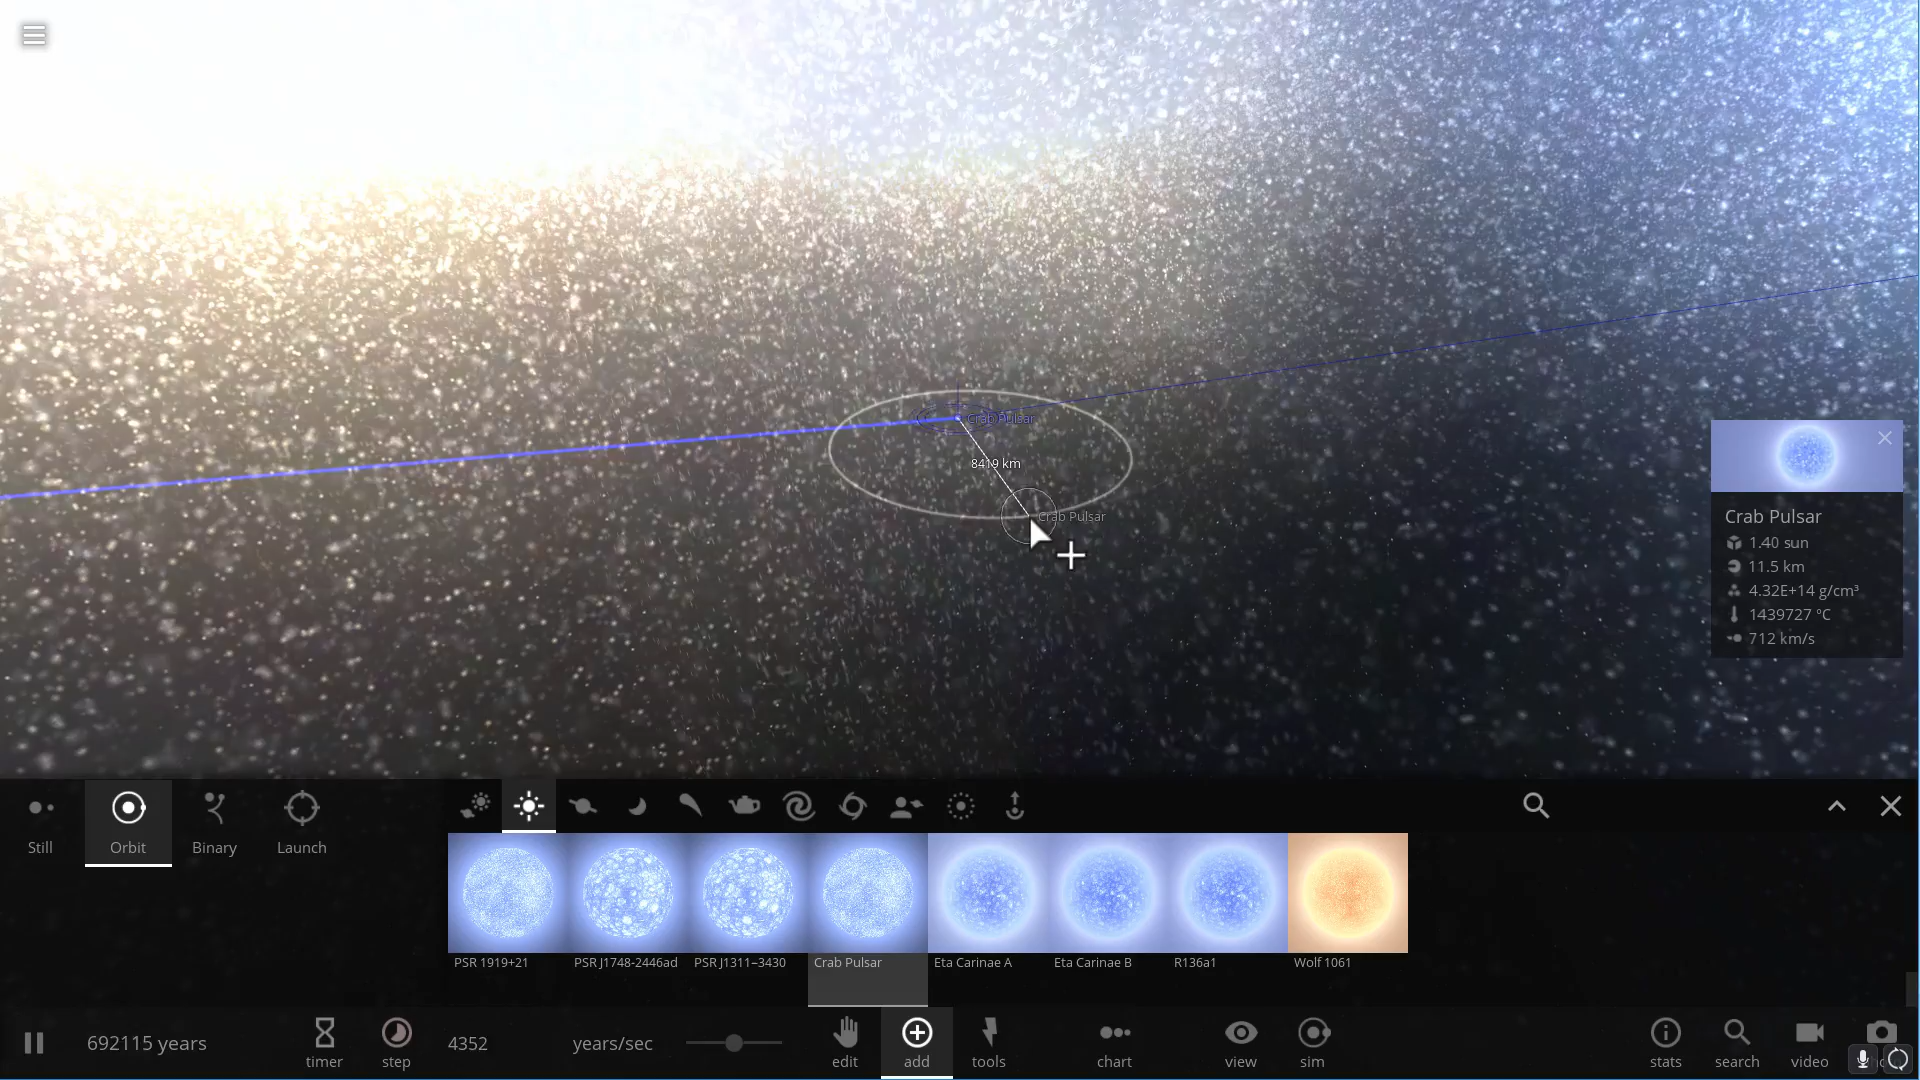 Crab Pulsar
8419 km
Crab Pulsar
Crab Pulsar
1.40 sun
11.5 km
4.32E+14 g/cm³
1439727 °C
712 km/s
Still
Orbit
Binary
Launch
PSR 1919+21
PSR J1748-2446ad
PSR J1311–3430
Crab Pulsar
Eta Carinae A
Eta Carinae B
R136a1
Wolf 1061
692115 years
timer
step
4352
years/sec
edit
add
tools
chart
view
sim
stats
search
video